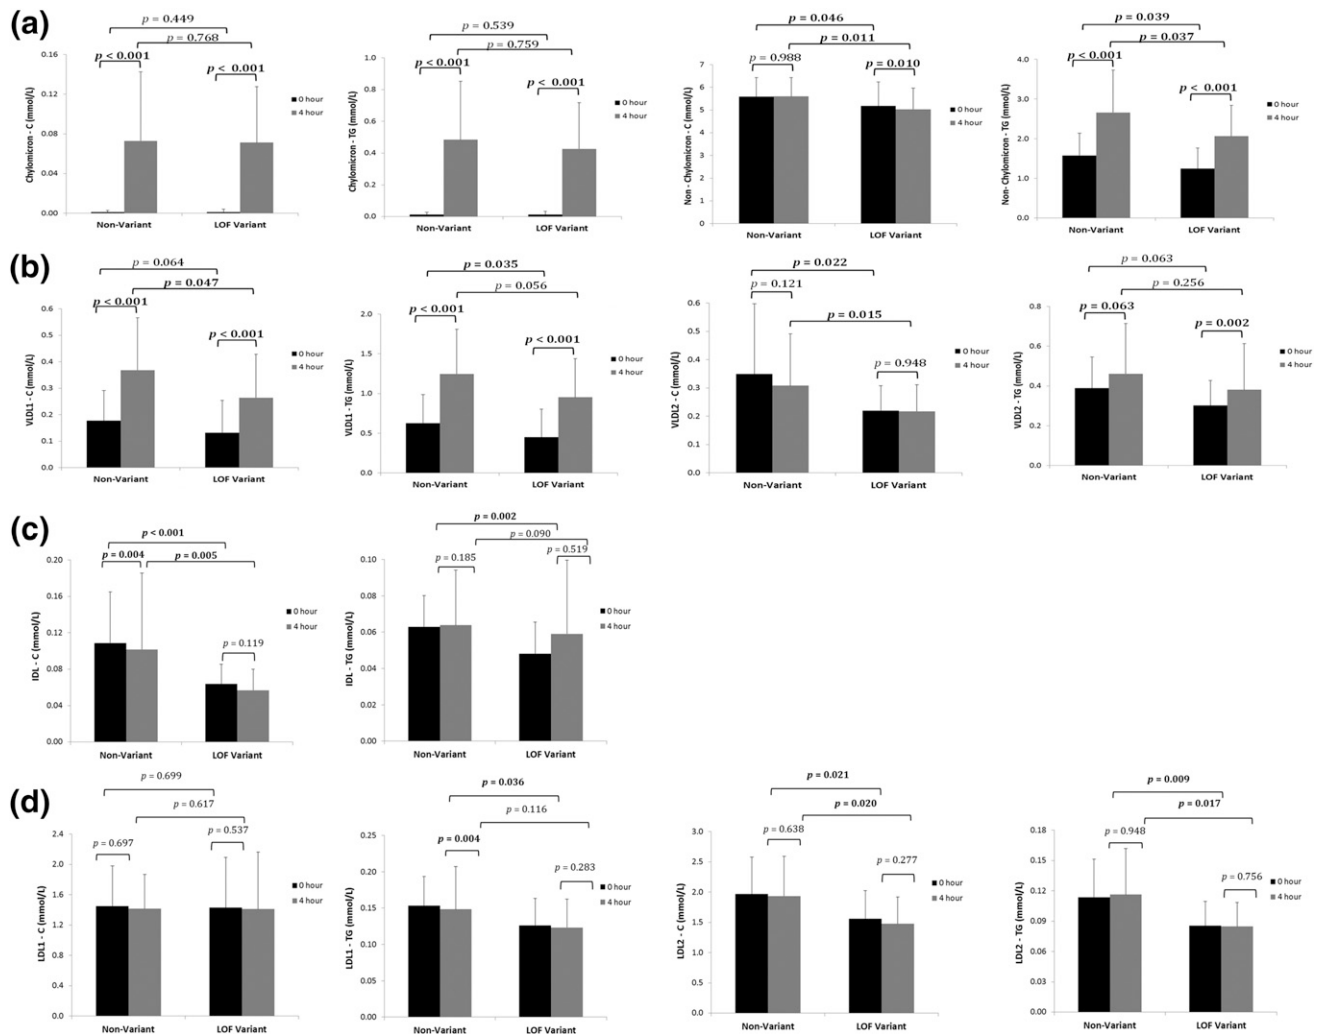 (a)
p = 0.449
p = 0.768
p < 0.001
p < 0.001
0.16
0.12
0.08
0.04
0.00
Chylomicron - C (mmol/L)
Non-Variant
LOF Variant
0 hour
4 hour
p = 0.539
p = 0.759
p < 0.001
p < 0.001
1.0
0.8
0.6
0.4
0.2
0.0
Chylomicron - TG (mmol/L)
Non-Variant
LOF Variant
0 hour
4 hour
p = 0.046
p = 0.011
p = 0.988
p = 0.010
7
6
5
4
3
2
1
0
Non - Chylomicron - C (mmol/L)
Non-Variant
LOF Variant
0 hour
4 hour
p = 0.039
p = 0.037
p < 0.001
p < 0.001
4.0
3.0
2.0
1.0
0.0
Non- Chylomicron - TG (mmol/L)
Non-Variant
LOF Variant
0 hour
4 hour
(b)
p = 0.064
p = 0.047
p < 0.001
p < 0.001
0.6
0.5
0.4
0.3
0.2
0.1
0.0
VLDL1 - C (mmol/L)
Non-Variant
LOF Variant
0 hour
4 hour
p = 0.035
p = 0.056
p < 0.001
p < 0.001
2.0
1.5
1.0
0.5
0.0
VLDL1 - TG (mmol/L)
Non-Variant
LOF Variant
0 hour
4 hour
p = 0.022
p = 0.121
p = 0.015
p = 0.948
0.6
0.5
0.4
0.3
0.2
0.1
0.0
VLDL2 - C (mmol/L)
Non-Variant
LOF Variant
0 hour
4 hour
p = 0.063
p = 0.256
p = 0.063
p = 0.002
0.8
0.6
0.4
0.2
0.0
VLDL2 - TG (mmol/L)
Non-Variant
LOF Variant
0 hour
4 hour
(c)
p < 0.001
p = 0.004
p = 0.005
p = 0.119
0.20
0.16
0.12
0.08
0.04
0.00
IDL - C (mmol/L)
Non-Variant
LOF Variant
0 hour
4 hour
p = 0.002
p = 0.090
p = 0.185
p = 0.519
0.10
0.08
0.06
0.04
0.02
0.00
IDL - TG (mmol/L)
Non-Variant
LOF Variant
0 hour
4 hour
(d)
p = 0.699
p = 0.617
p = 0.697
p = 0.537
2.4
2.0
1.6
1.2
0.8
0.4
0.0
LDL1 - C (mmol/L)
Non-Variant
LOF Variant
0 hour
4 hour
p = 0.036
p = 0.116
p = 0.004
p = 0.283
0.25
0.20
0.15
0.10
0.05
0.00
LDL1 - TG (mmol/L)
Non-Variant
LOF Variant
0 hour
4 hour
p = 0.021
p = 0.020
p = 0.638
p = 0.277
3.0
2.5
2.0
1.5
1.0
0.5
0.0
LDL2 - C (mmol/L)
Non-Variant
LOF Variant
0 hour
4 hour
p = 0.009
p = 0.017
p = 0.948
p = 0.756
0.18
0.15
0.12
0.09
0.06
0.03
0.00
LDL2 - TG (mmol/L)
Non-Variant
LOF Variant
0 hour
4 hour